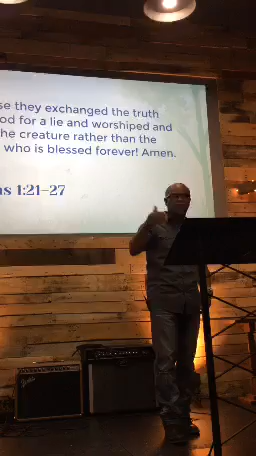 se they exchanged the truth
od for a lie and worshiped and
he creature rather than the
who is blessed forever! Amen.
ns 1:21-27